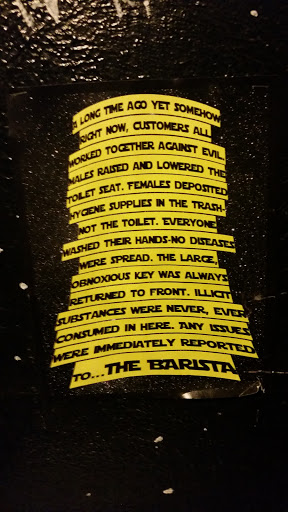 A LONG TIME AGO YET SOMEHOW
RIGHT NOW, CUSTOMERS ALL
WORKED TOGETHER AGAINST EVIL.
MALES RAISED AND LOWERED THE
TOILET SEAT. FEMALES DEPOSITED
HYGIENE SUPPLIES IN THE TRASH-
NOT THE TOILET. EVERYONE
WASHED THEIR HANDS-NO DISEASES
WERE SPREAD. THE LARGE,
OBNOXIOUS KEY WAS ALWAYS
RETURNED TO FRONT. ILLICIT
SUBSTANCES WERE NEVER, EVER
CONSUMED IN HERE. ANY ISSUES
WERE IMMEDIATELY REPORTED
TO...THE BARISTA